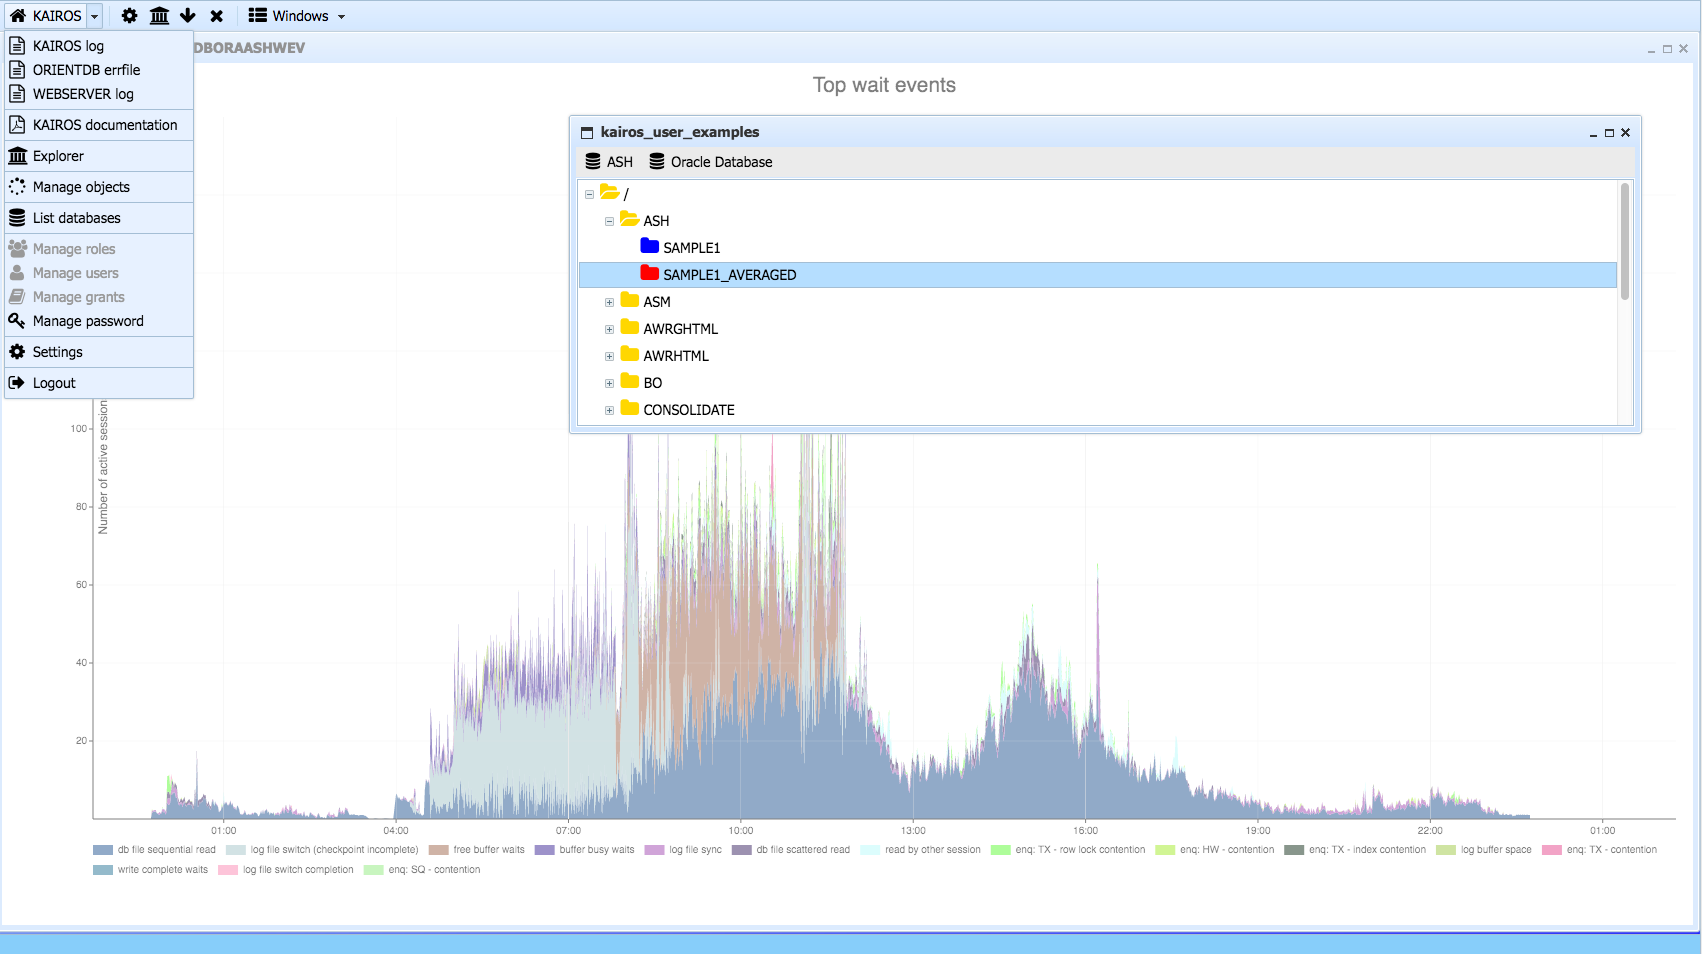 KAIROS Windows
KAIROS log
ORIENTDB errfile
WEBSERVER log
KAIROS documentation
Explorer
Manage objects
List databases
Manage roles
Manage users
Manage grants
Manage password
Settings
Logout
DBORAASHWEV
Top wait events
kairos_user_examples
ASH Oracle Database
/
ASH
SAMPLE1
SAMPLE1_AVERAGED
ASM
AWRGHTML
AWRHTML
BO
CONSOLIDATE
Number of active session
100
80
60
40
20
01:00 04:00 07:00 10:00 13:00 16:00 19:00 22:00 01:00
db file sequential read log file switch (checkpoint incomplete) free buffer waits buffer busy waits log file sync db file scattered read read by other session enq: TX - row lock contention enq: HW - contention enq: TX - index contention log buffer space enq: TX - contention
write complete waits log file switch completion enq: SQ - contention